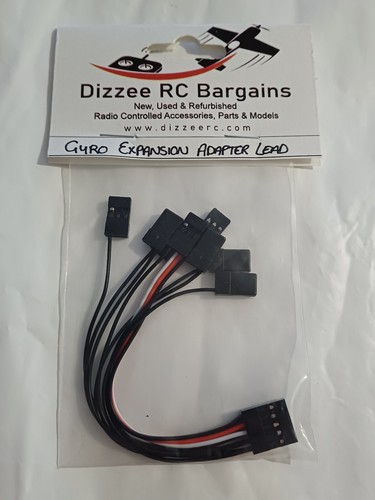 Dizzee RC Bargains
New, Used & Refurbished
Radio Controlled Accessories, Parts & Models
www.dizzeerc.com
GYRO EXPANSION ADAPTER LEAD